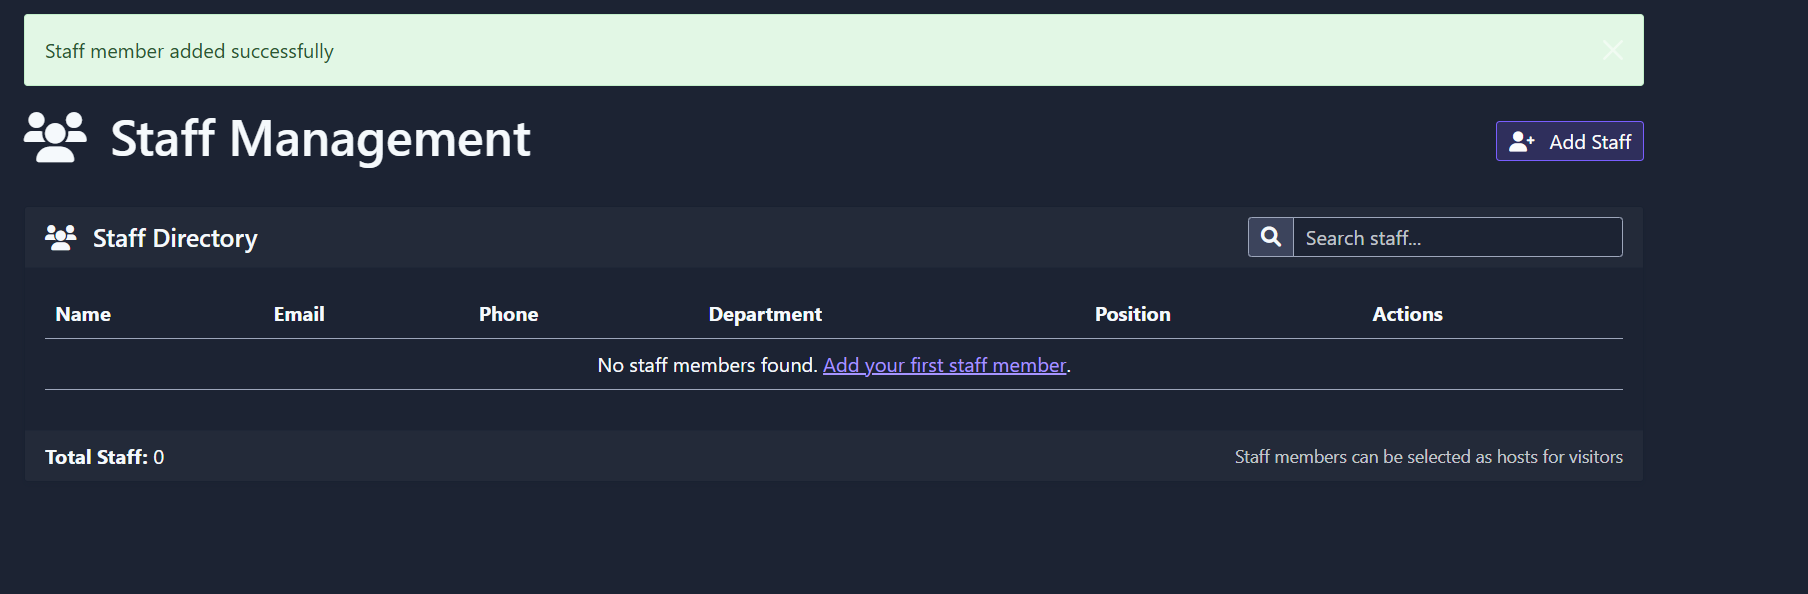 Staff member added successfully
Staff Management
Add Staff
Staff Directory
Search staff...
Name Email Phone Department Position Actions
No staff members found. Add your first staff member.
Total Staff: 0
Staff members can be selected as hosts for visitors